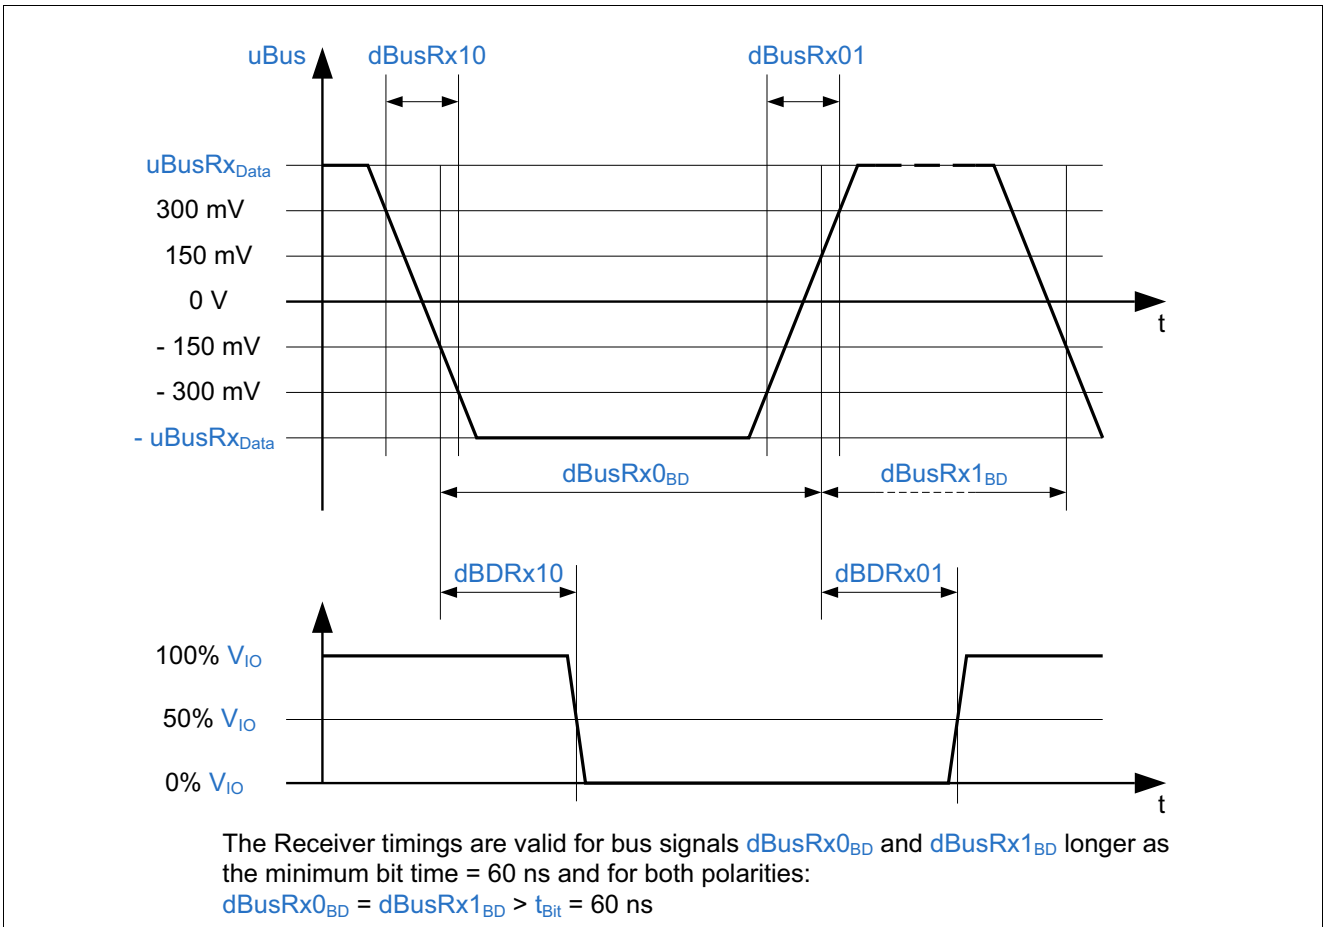 uBus dBusRx10 dBusRx01
uBusRxData
300 mV
150 mV
0 V
t
- 150 mV
- 300 mV
- uBusRxData
dBusRx0BD dBusRx1BD
dBDRx10 dBDRx01
100% VIO
50% VIO
0% VIO
t
The Receiver timings are valid for bus signals dBusRx0BD and dBusRx1BD longer as
the minimum bit time = 60 ns and for both polarities:
dBusRx0BD = dBusRx1BD > tBit = 60 ns